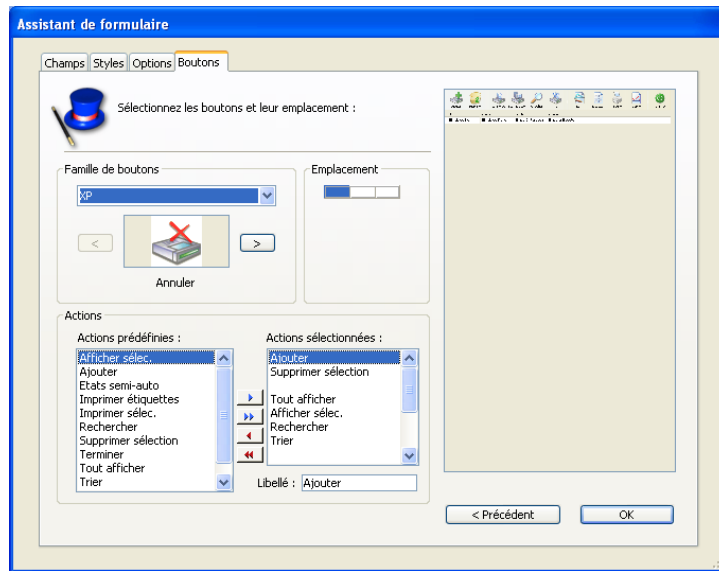 Assistant de formulaire
Champs Styles Options Boutons
Sélectionnez les boutons et leur emplacement :
Famille de boutons
Emplacement
XP
< >
Annuler
Actions
Actions prédéfinies :
Afficher sélec.
Ajouter
Etats semi-auto
Imprimer étiquettes
Imprimer sélec.
Rechercher
Supprimer sélection
Terminer
Tout afficher
Trier
Actions sélectionnées :
Ajouter
Supprimer sélection
Tout afficher
Afficher sélec.
Rechercher
Trier
Libellé : Ajouter
< Précédent
OK